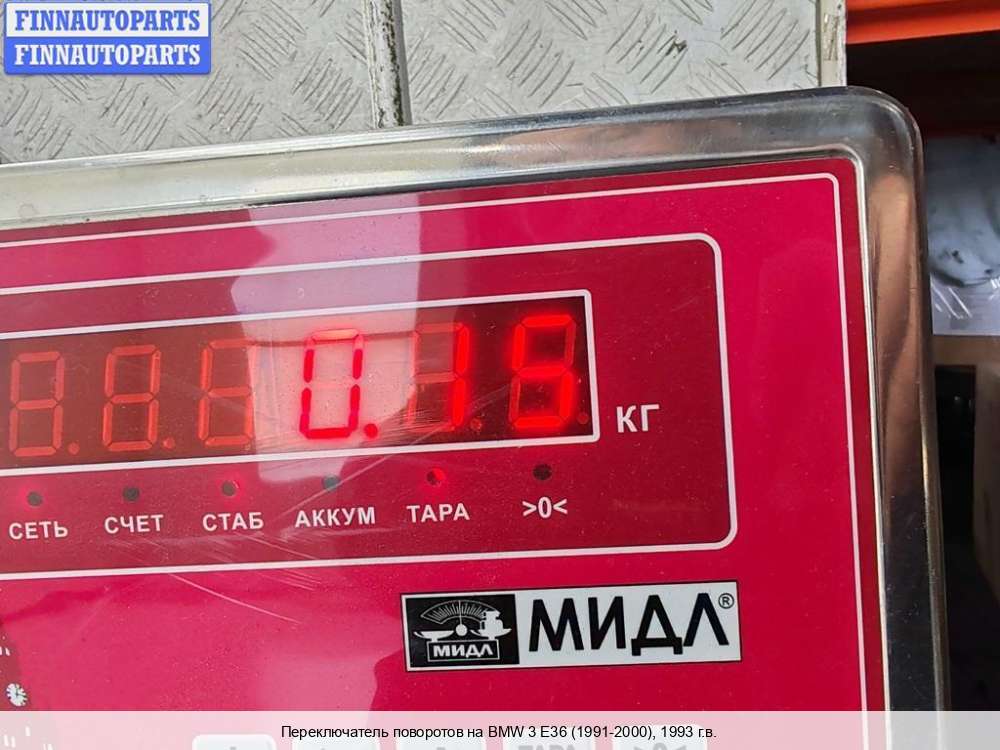 FINNAUTOPARTS
FINNAUTOPARTS
0.15
КГ
СЕТЬ СЧЕТ СТАБ АККУМ ТАРА >0<
МИДЛ МИДЛ®
Переключатель поворотов на BMW 3 E36 (1991-2000), 1993 г.в.